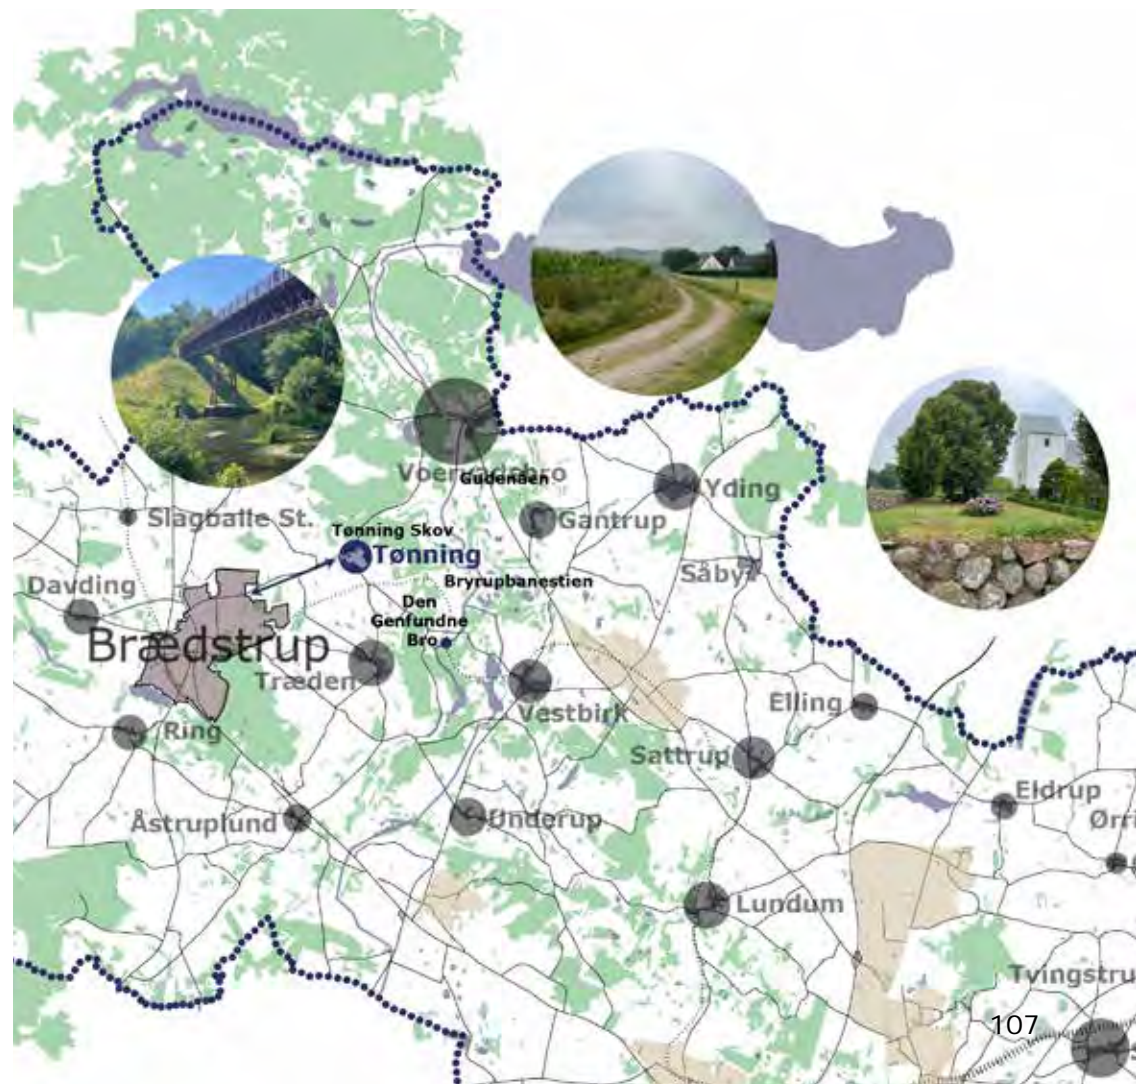 Voervadsbro
Gudenåen
Yding
Slagballe St.
Gantrup
Tønning Skov
Tønning
Davding
Bryrupbanestien
Såby
Den
Genfundne
Bro
Brædstrup
Træden
Vestbirk
Elling
Ring
Sattrup
Eldrup
Åstruplund
Underup
Ørri
Lundum
Tvingstru
107